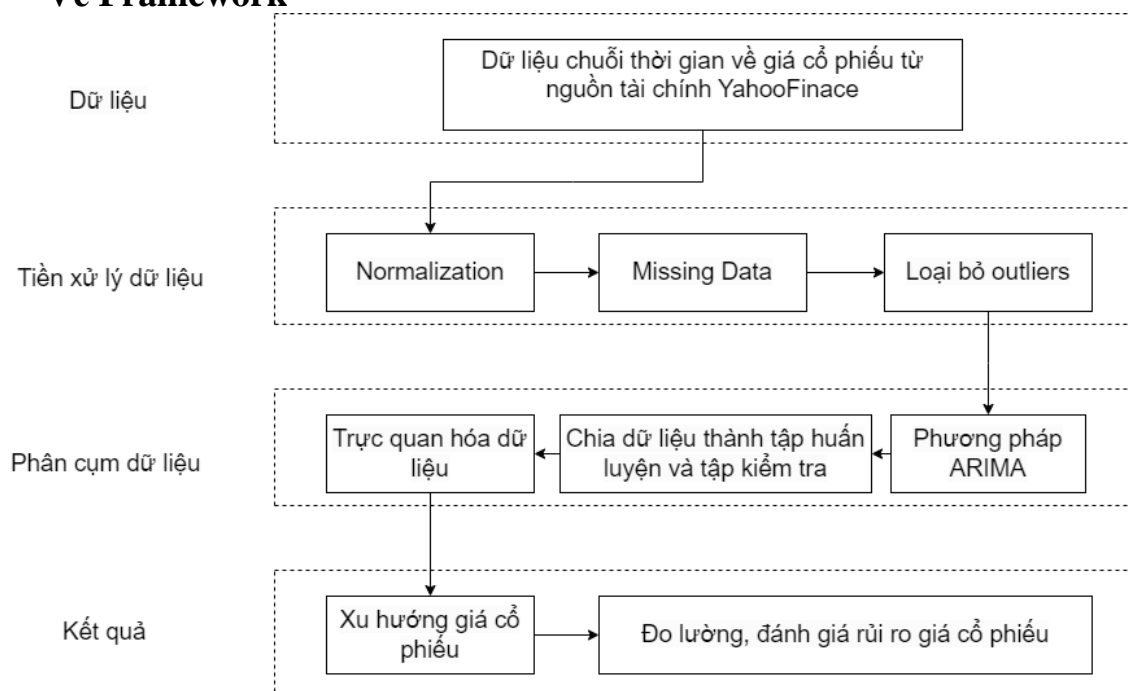 Vẽ Framework
Dữ liệu
Dữ liệu chuỗi thời gian về giá cổ phiếu từ
nguồn tài chính YahooFinace
Tiền xử lý dữ liệu
Normalization
Missing Data
Loại bỏ outliers
Phân cụm dữ liệu
Trực quan hóa dữ
liệu
Chia dữ liệu thành tập huấn
luyện và tập kiểm tra
Phương pháp
ARIMA
Kết quả
Xu hướng giá cổ
phiếu
Đo lường, đánh giá rủi ro giá cổ phiếu